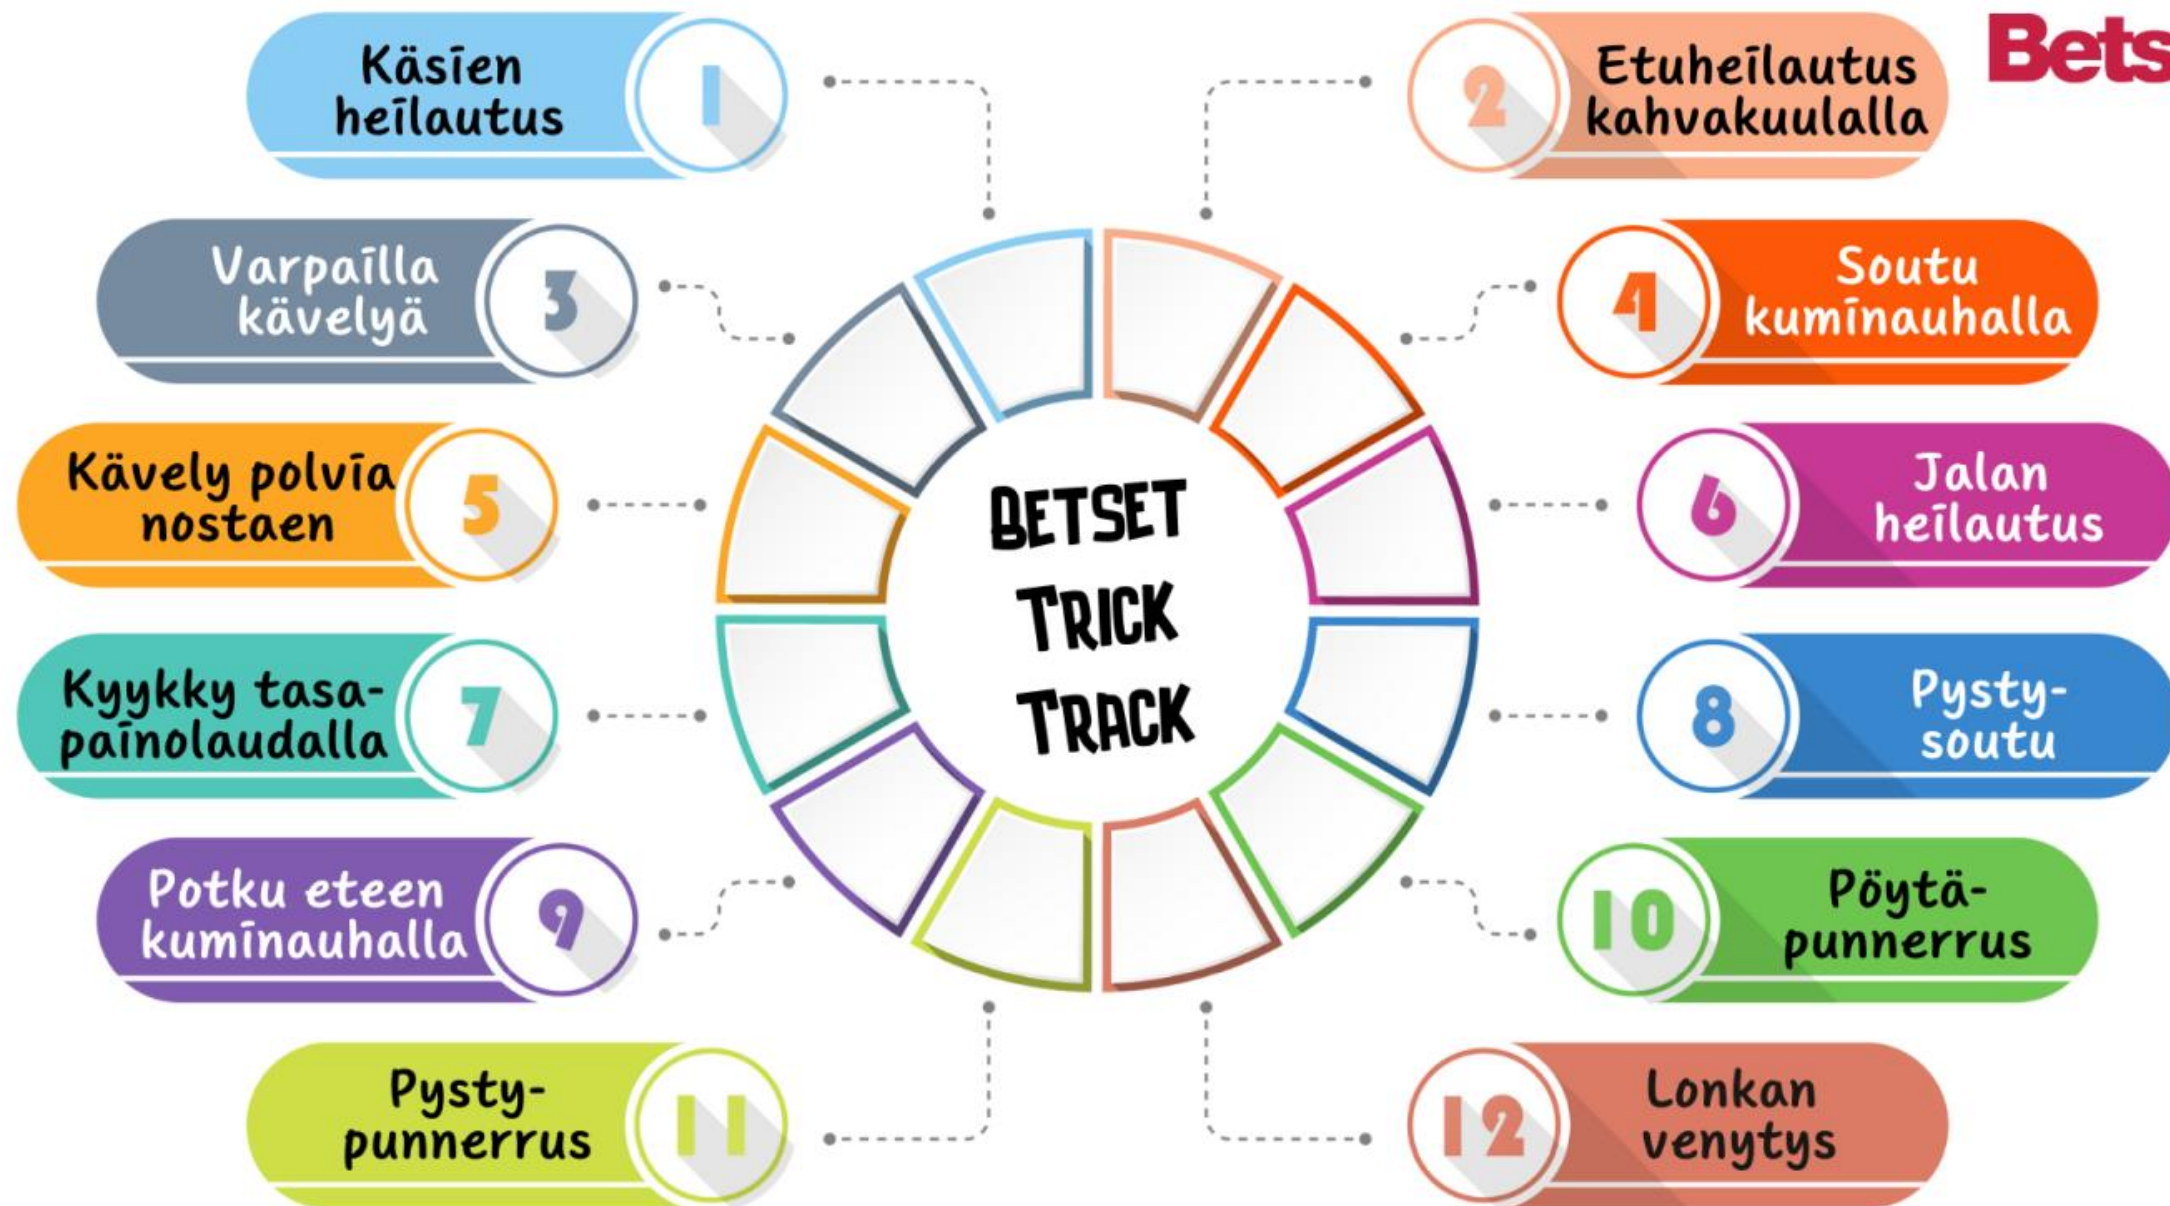 Käsien
heilautus
1
2
Etuheilautus
kahvakuulalla
Bets
Varpailla
kävelyä
3
4
Soutu
kuminauhalla
Kävely polvia
nostaen
5
6
Jalan
heilautus
BETSET
TRICK
TRACK
Kyykky tasa-
painolaudalla
7
8
Pysty-
soutu
Potku eteen
kuminauhalla
9
10
Pöytä-
punnerrus
Pysty-
punnerrus
11
12
Lonkan
venytys